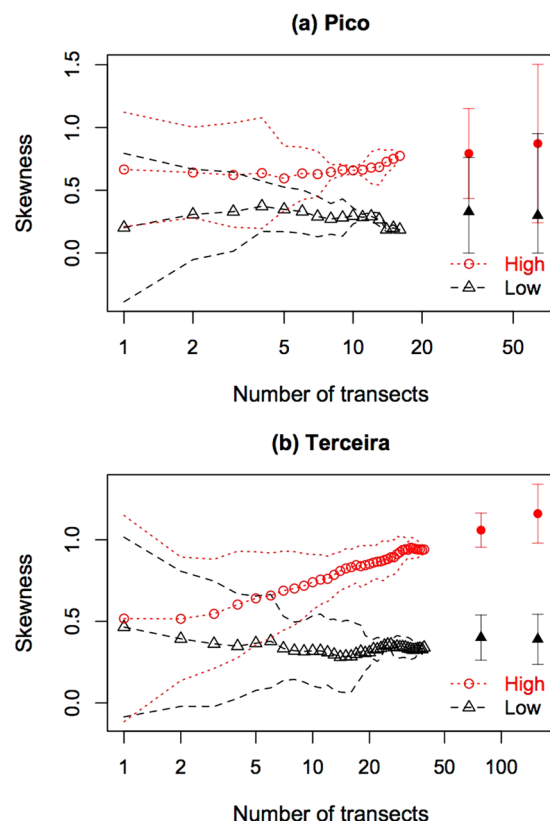 (a) Pico
Skewness
1.5
1.0
0.5
0.0
High
Low
1 2 5 10 20 50
Number of transects
(b) Terceira
Skewness
1.0
0.5
0.0
High
Low
1 2 5 10 20 50 100
Number of transects